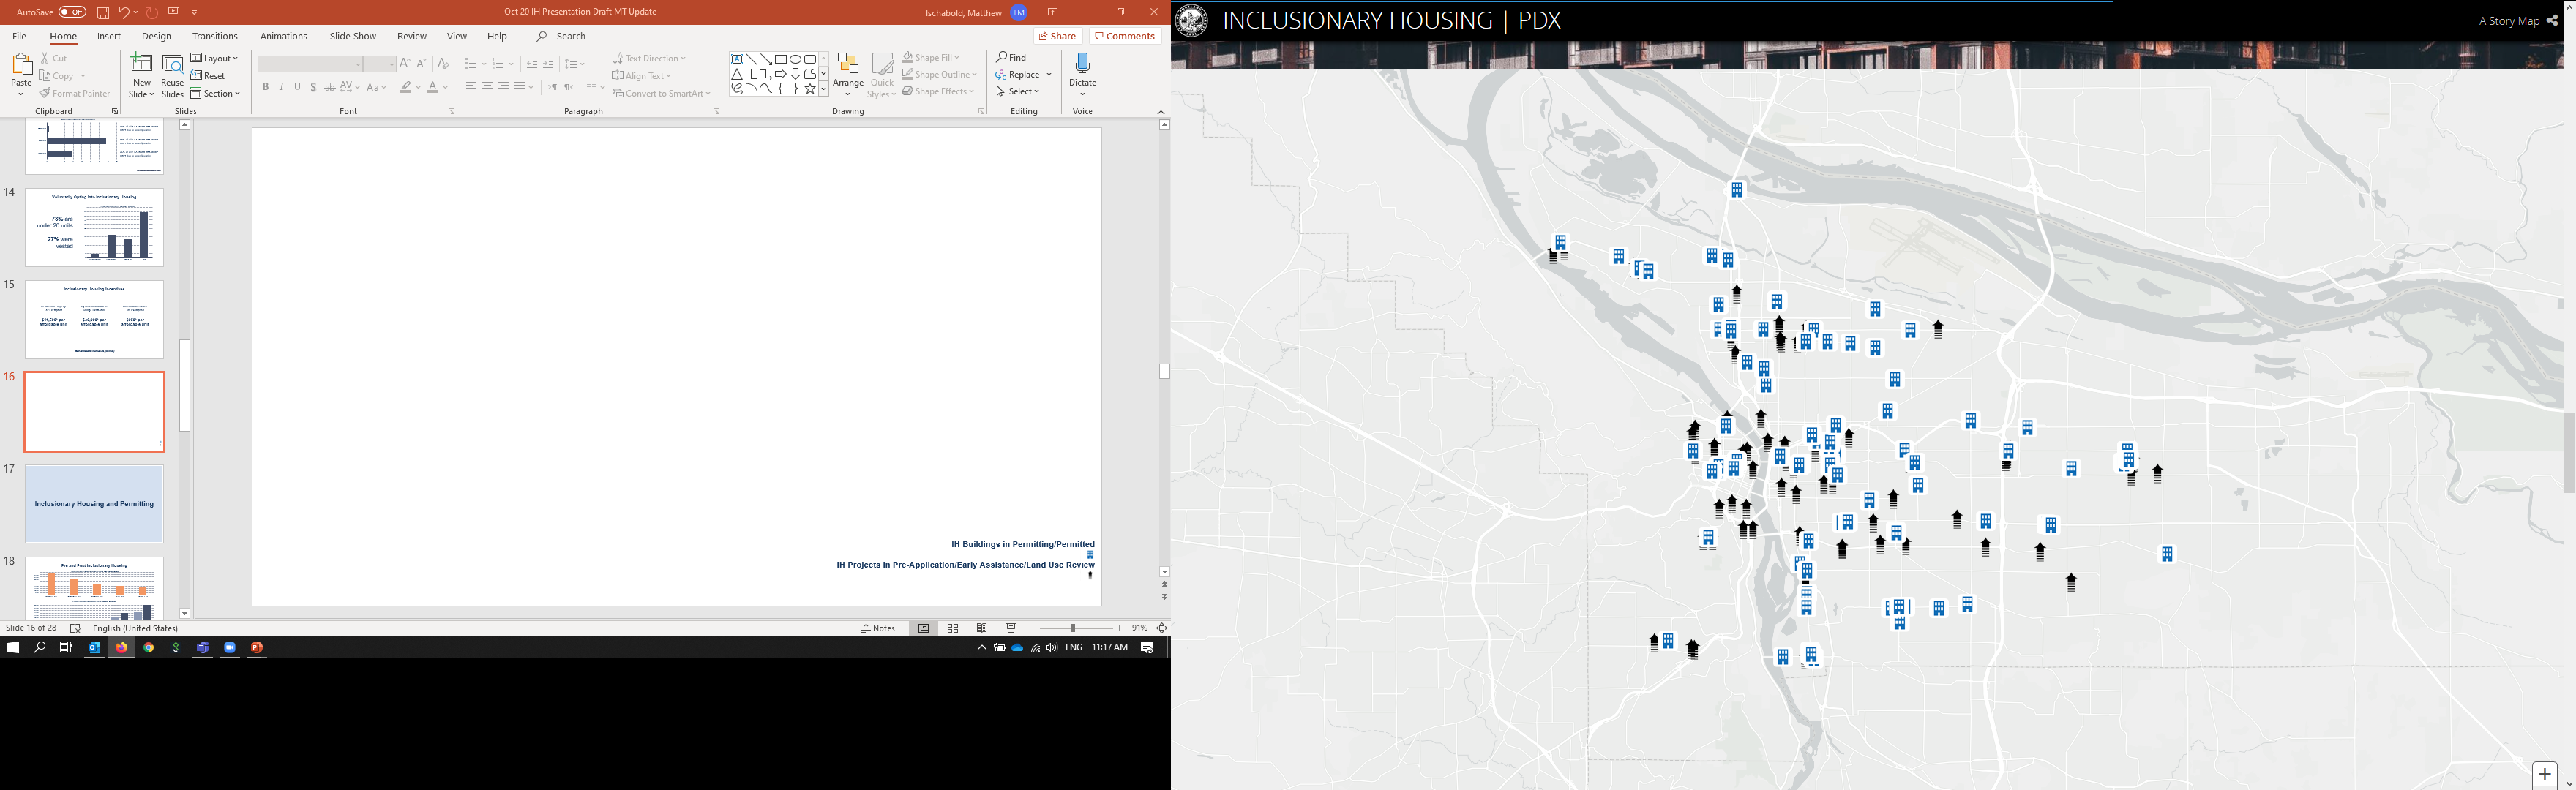 AutoSave Off
Oct 20 IH Presentation Draft MT Update
Tschabold, Matthew TM
File Home Insert Design Transitions Animations Slide Show Review View Help Search
Share Comments
Paste
Cut
Copy
Format Painter
Clipboard
New Slide
Reuse Slides
Layout
Reset
Section
Slides
B I U S ab AV Aa A
Font
Text Direction
Align Text
Convert to SmartArt
Paragraph
Arrange
Quick Styles
Shape Fill
Shape Outline
Shape Effects
Drawing
Find
Replace
Select
Editing
Dictate
Voice
14
Voluntarily Opting Into Inclusionary Housing
73% are
under 20 units
27% were
vested
15
Inclusionary Housing Incentives
16
17
Inclusionary Housing and Permitting
18
Pre and Post Inclusionary Housing
IH Buildings in Permitting/Permitted
IH Projects in Pre-Application/Early Assistance/Land Use Review
Slide 16 of 28
English (United States)
Notes
91%
ENG 11:17 AM
INCLUSIONARY HOUSING | PDX
A Story Map